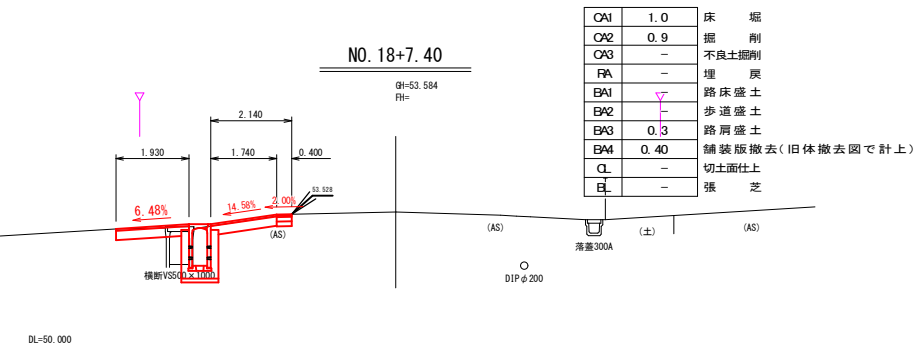 NO.18+7.40
GH=53.584
FH=
CA1 1.0 床 堀
CA2 0.9 掘 削
CA3 - 不良土掘削
RA - 埋 戻
BA1 - 路床盛土
BA2 - 歩道盛土
BA3 0.3 路肩盛土
BA4 0.40 舗装版撤去(旧体撤去図で計上)
CL - 切土面仕上
BL - 張 芝
2.140
1.930
1.740
0.400
53.528
6.48%
14.58%
2.00%
(AS)
(AS)
(土)
(AS)
落蓋300A
横断VS500×1000
DIPφ200
DL=50.000